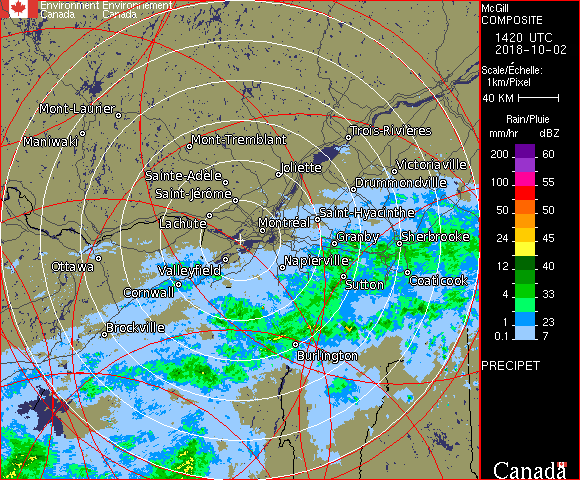 Environment Environnement
Canada Canada
McGill
COMPOSITE
1420 UTC
2018-10-02
Scale/Échelle:
1km/Pixel
40 KM
Rain/Pluie
mm/hr dBZ
200 60
55
100 55
50 50
24 45
12 40
4 33
1 23
0.1 7
PRECIPET
Canada
Mont-Laurier
Maniwaki
Mont-Tremblant
Trois-Rivières
Joliette
Victoriaville
Sainte-Adèle
Drummondville
Saint-Jérôme
Lachute
Saint-Hyacinthe
Montréal
Granby
Sherbrooke
Ottawa
Valleyfield
Napierville
Cornwall
Sutton
Coaticook
Brockville
Burlington